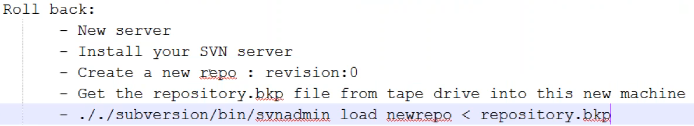 Roll back:
- New server
- Install your SVN server
- Create a new repo : revision:0
- Get the repository.bkp file from tape drive into this new machine
- ././subversion/bin/svnadmin load newrepo < repository.bkp